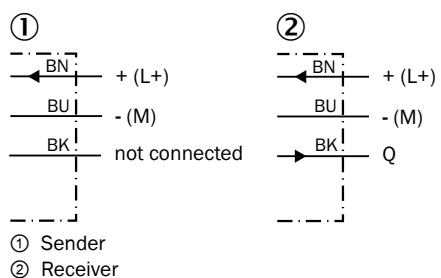 ① ②
BN + (L+) BN + (L+)
BU - (M) BU - (M)
BK not connected BK Q
① Sender
② Receiver